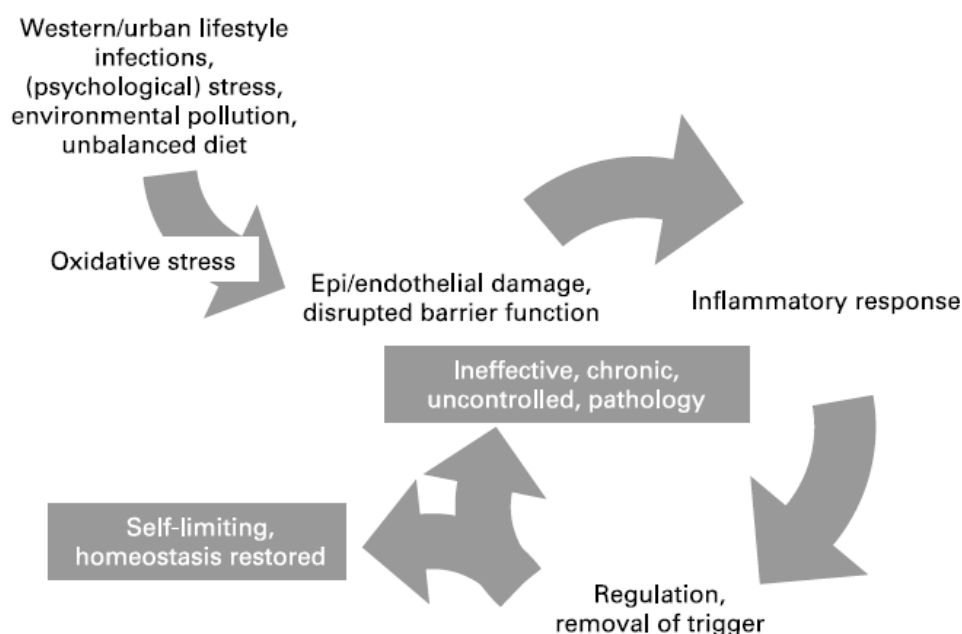 Western/urban lifestyle
infections,
(psychological) stress,
environmental pollution,
unbalanced diet
Oxidative stress
Epi/endothelial damage,
disrupted barrier function
Inflammatory response
Ineffective, chronic,
uncontrolled, pathology
Self-limiting,
homeostasis restored
Regulation,
removal of trigger